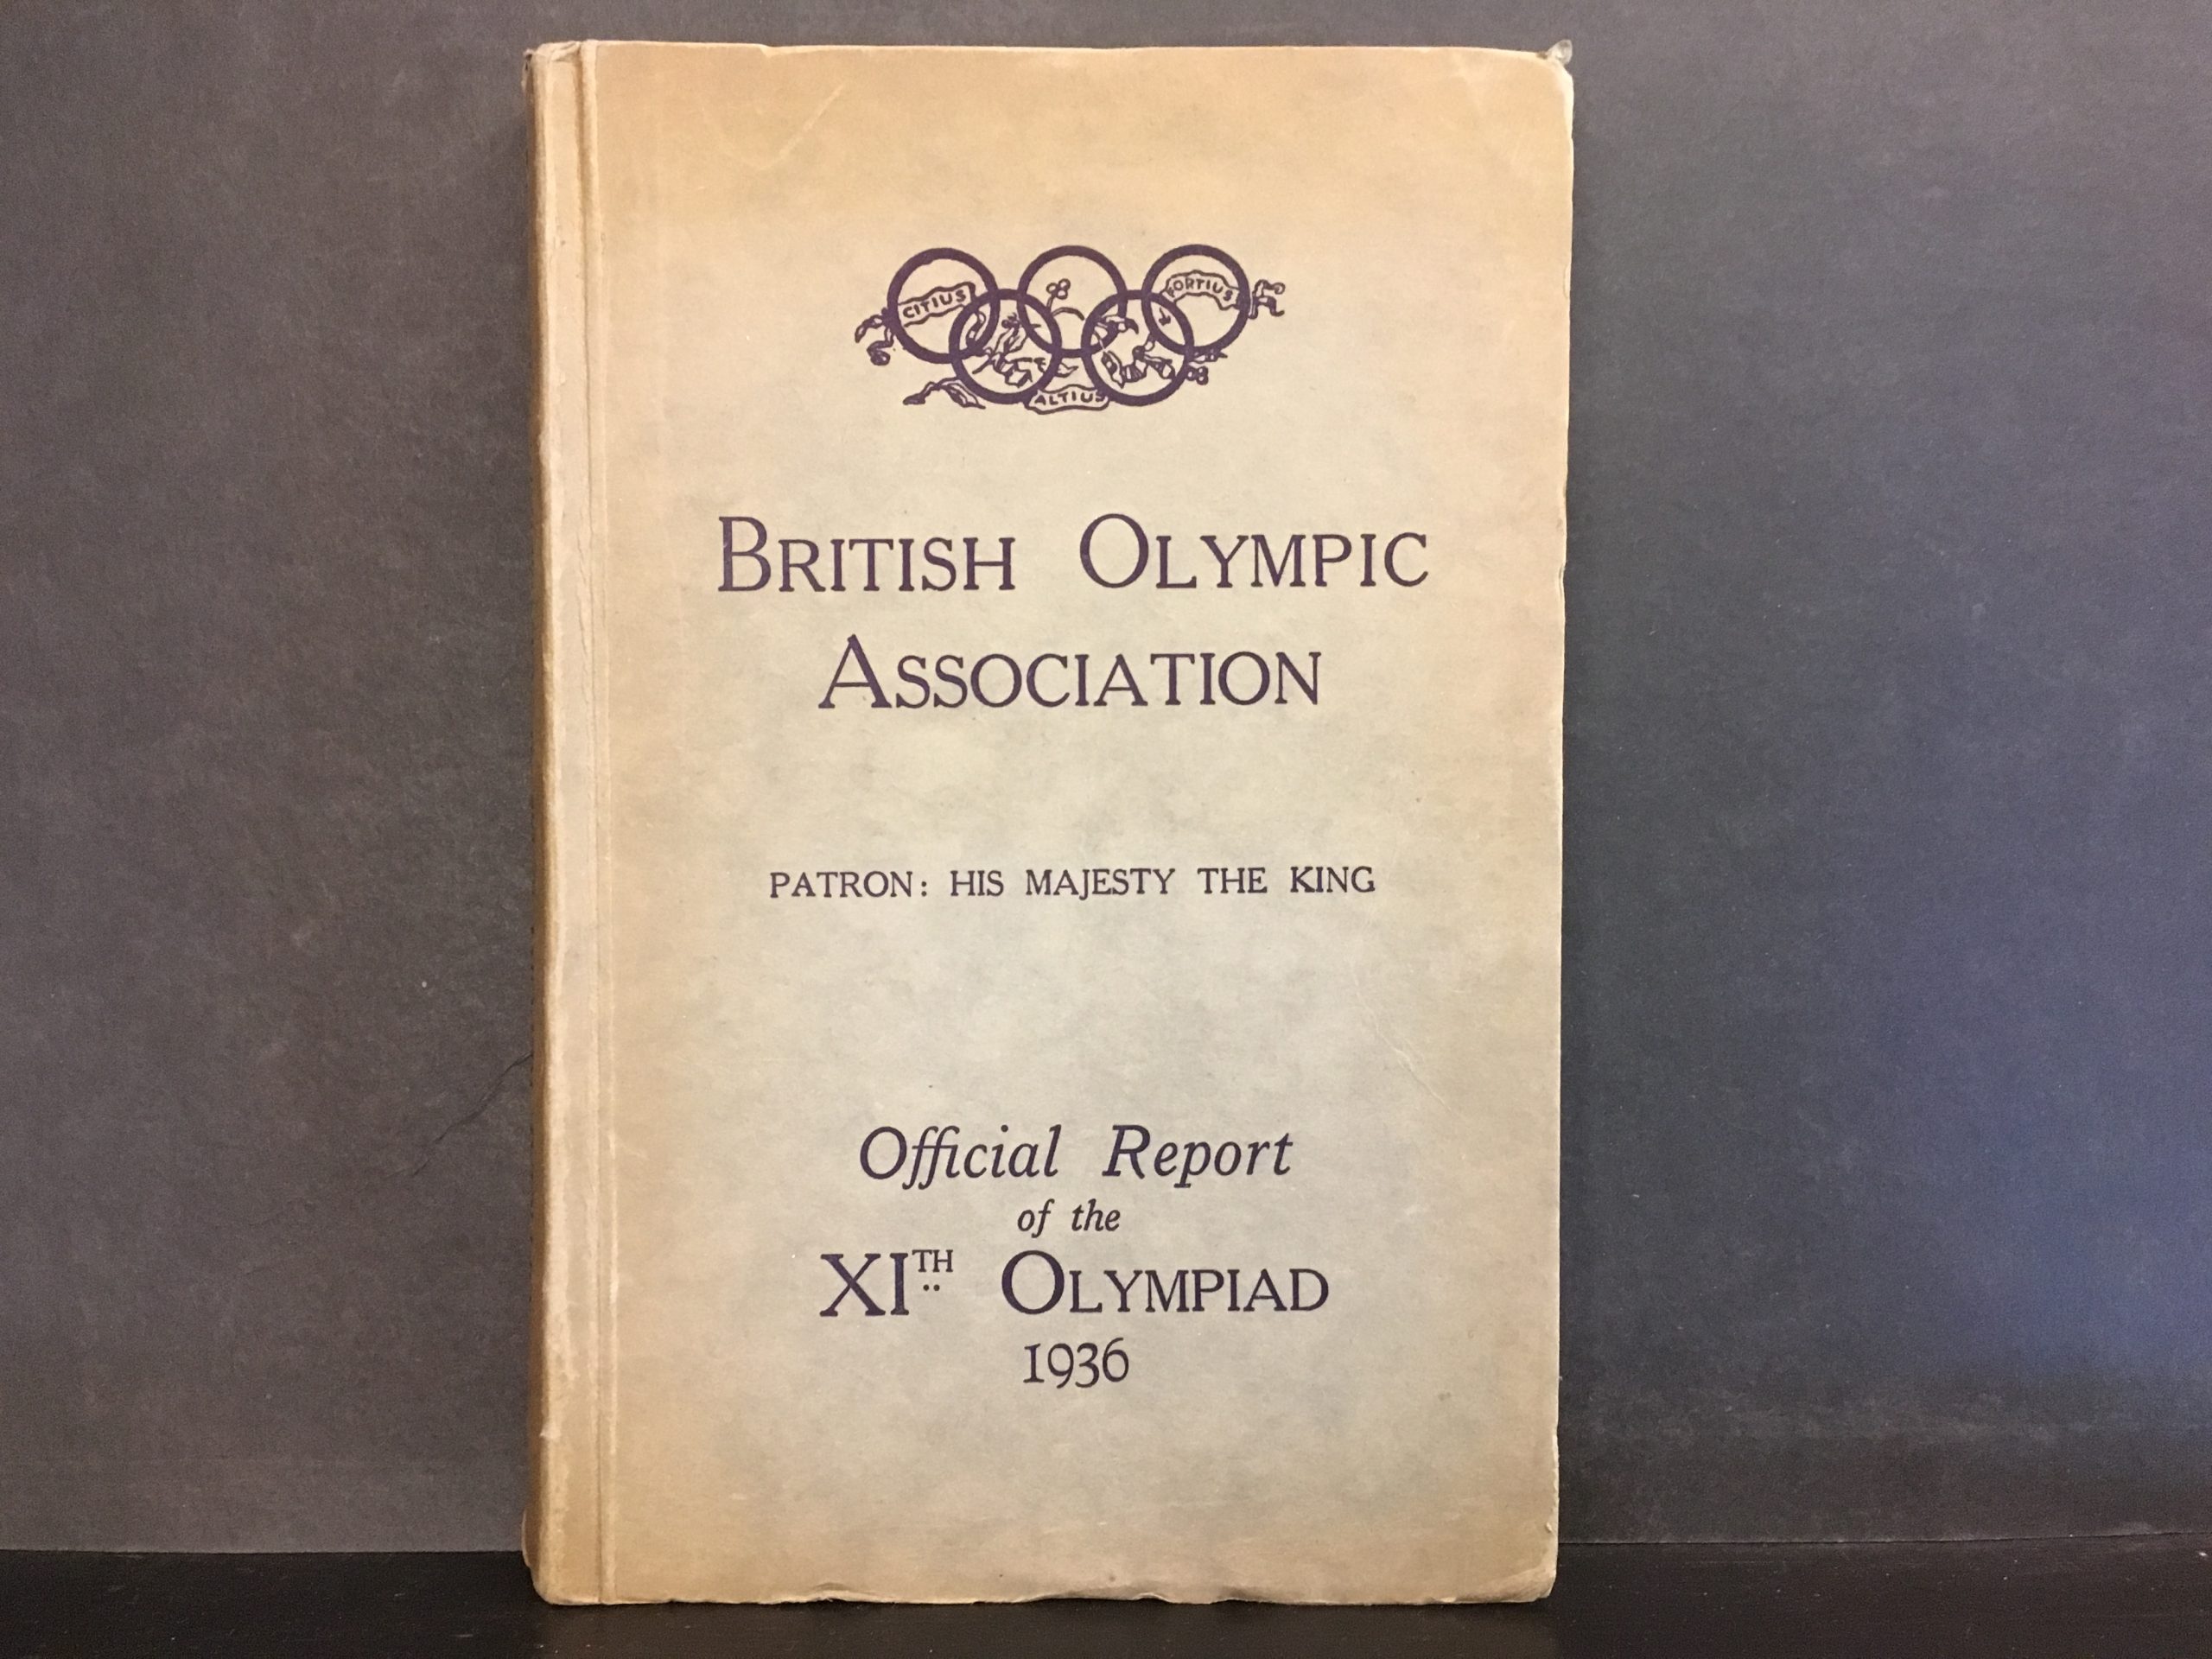 CITIUS
FORTIUS
ALTIUS
BRITISH OLYMPIC
ASSOCIATION
PATRON: HIS MAJESTY THE KING
Official Report
of the
XITH OLYMPIAD
1936